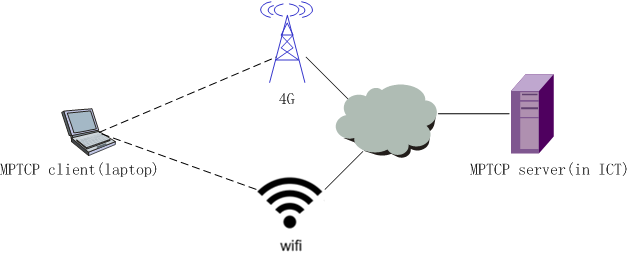 4G
MPTCP client(laptop)
MPTCP server(in ICT)
wifi